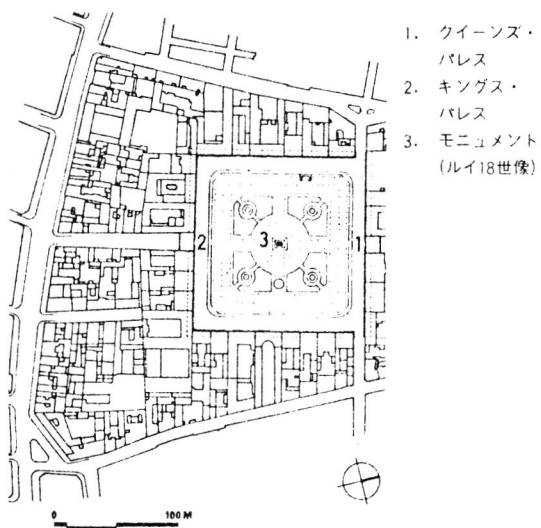 1. クイーンズ・
パレス
2. キングス・
パレス
3. モニュメント
(ルイ18世像)
2
3
1
0 100 M